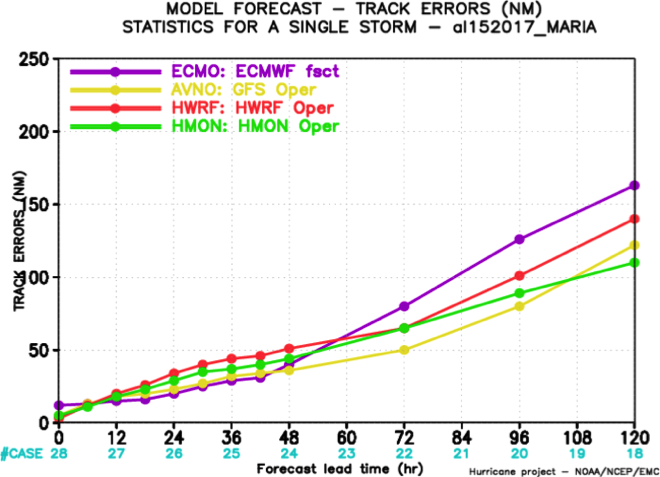 MODEL FORECAST – TRACK ERRORS (NM)
STATISTICS FOR A SINGLE STORM – al152017_MARIA
250
200
150
100
50
0
TRACK ERRORS (NM)
ECMO: ECMWF fsct
AVNO: GFS Oper
HWRF: HWRF Oper
HMON: HMON Oper
0 12 24 36 48 60 72 84 96 108 120
#CASE 28 27 26 25 24 23 22 21 20 19 18
Forecast lead time (hr)
Hurricane project – NOAA/NCEP/EMC